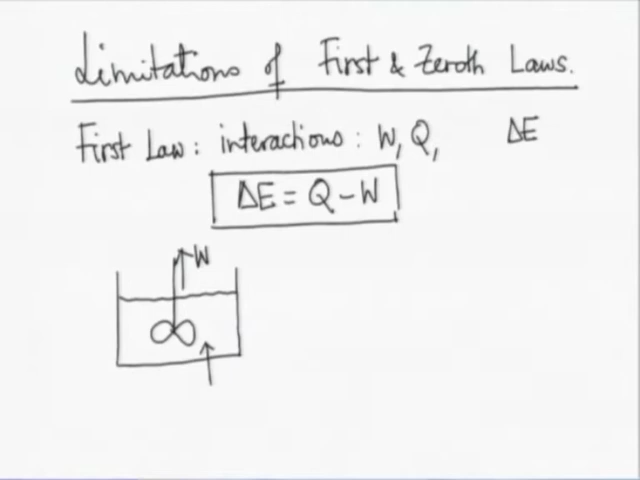 Limitations of First & Zeroth Laws.
First Law: interactions: W, Q, ΔE
ΔE = Q - W
W